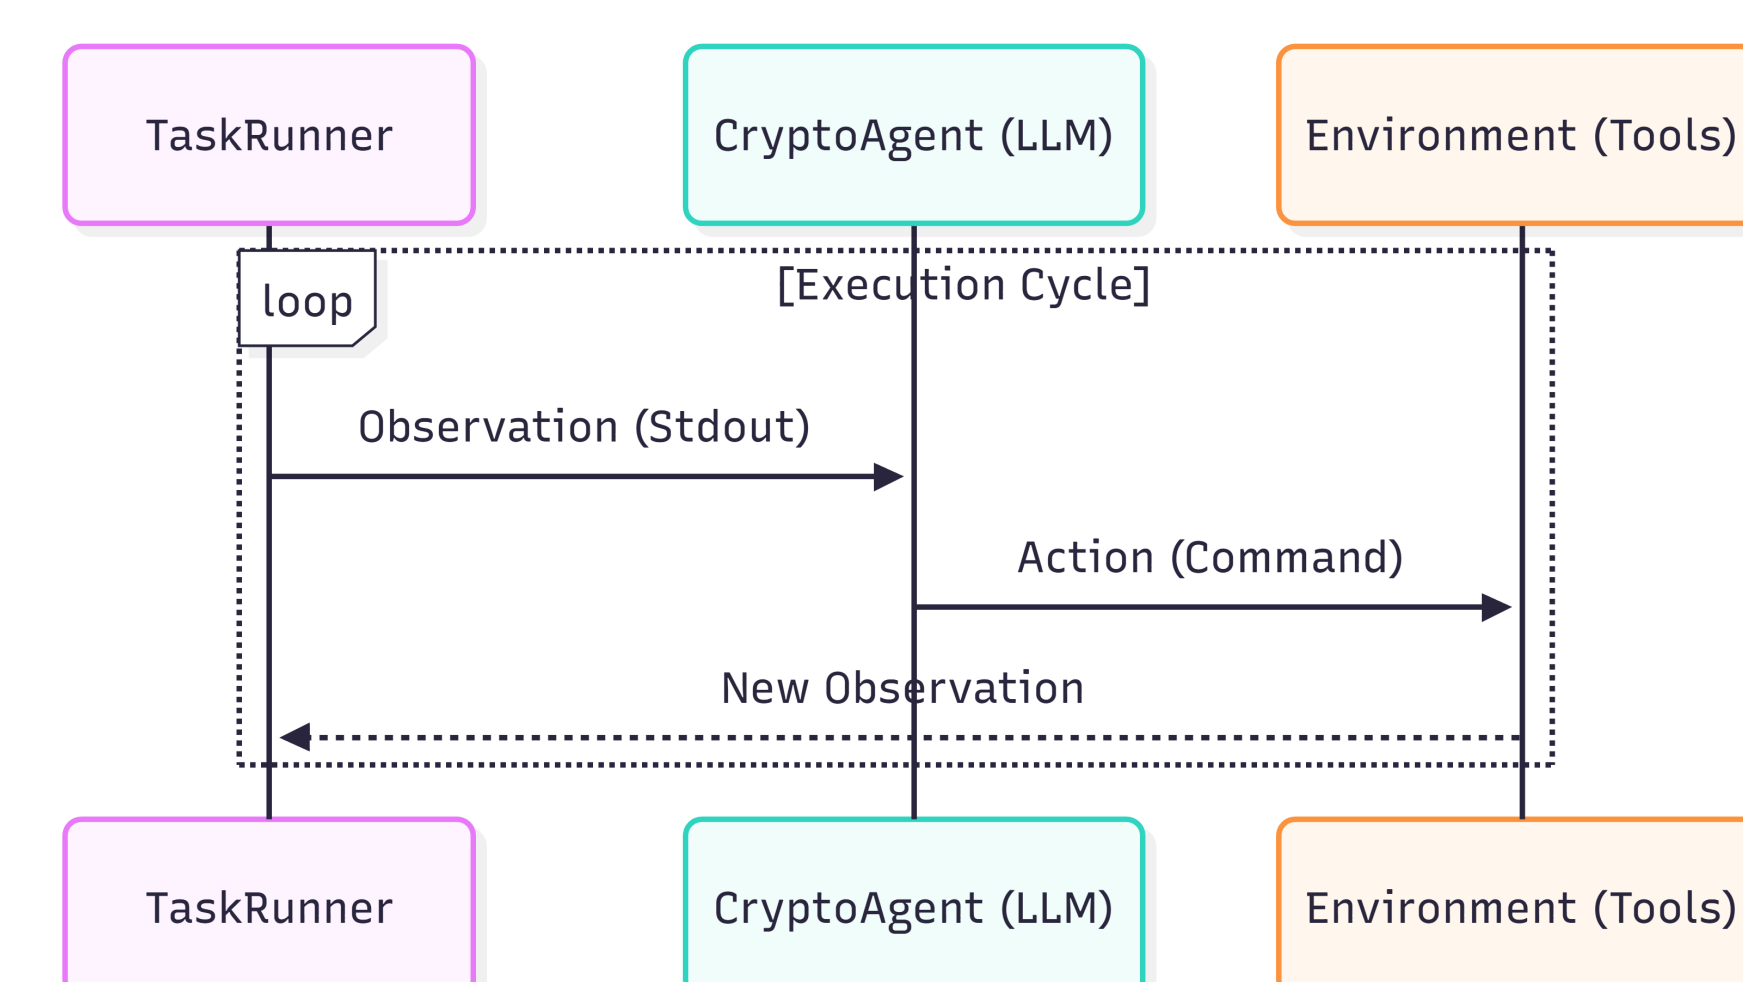 TaskRunner
CryptoAgent (LLM)
Environment (Tools)
loop
[Execution Cycle]
Observation (Stdout)
Action (Command)
New Observation
TaskRunner
CryptoAgent (LLM)
Environment (Tools)